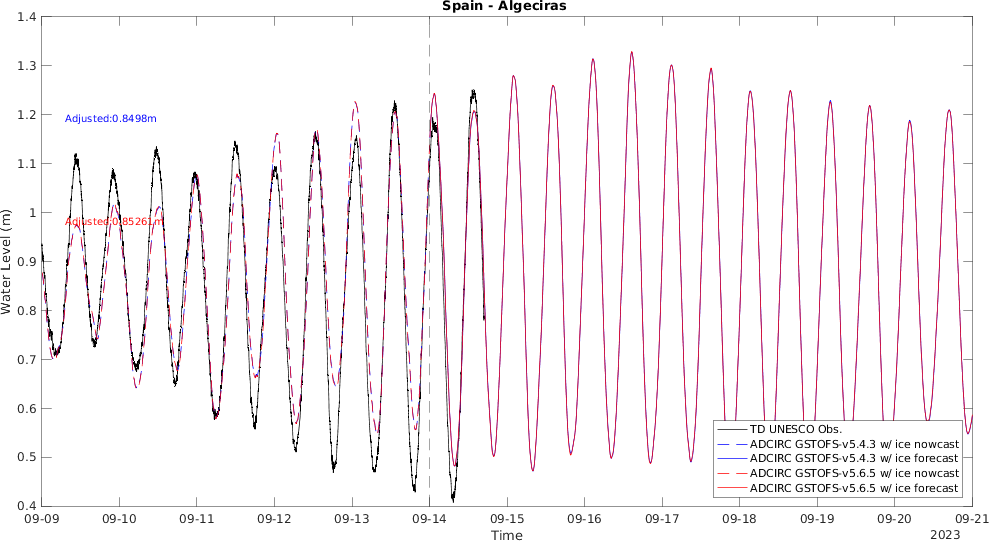 Spain - Algeciras
1.4
1.3
1.2
1.1
1
0.9
0.8
0.7
0.6
0.5
0.4
Water Level (m)
Adjusted:0.8498m
Adjusted:0.85261m
TD UNESCO Obs.
ADCIRC GSTOFS-v5.4.3 w/ ice nowcast
ADCIRC GSTOFS-v5.4.3 w/ ice forecast
ADCIRC GSTOFS-v5.6.5 w/ ice nowcast
ADCIRC GSTOFS-v5.6.5 w/ ice forecast
09-09 09-10 09-11 09-12 09-13 09-14 09-15 09-16 09-17 09-18 09-19 09-20 09-21
Time
2023